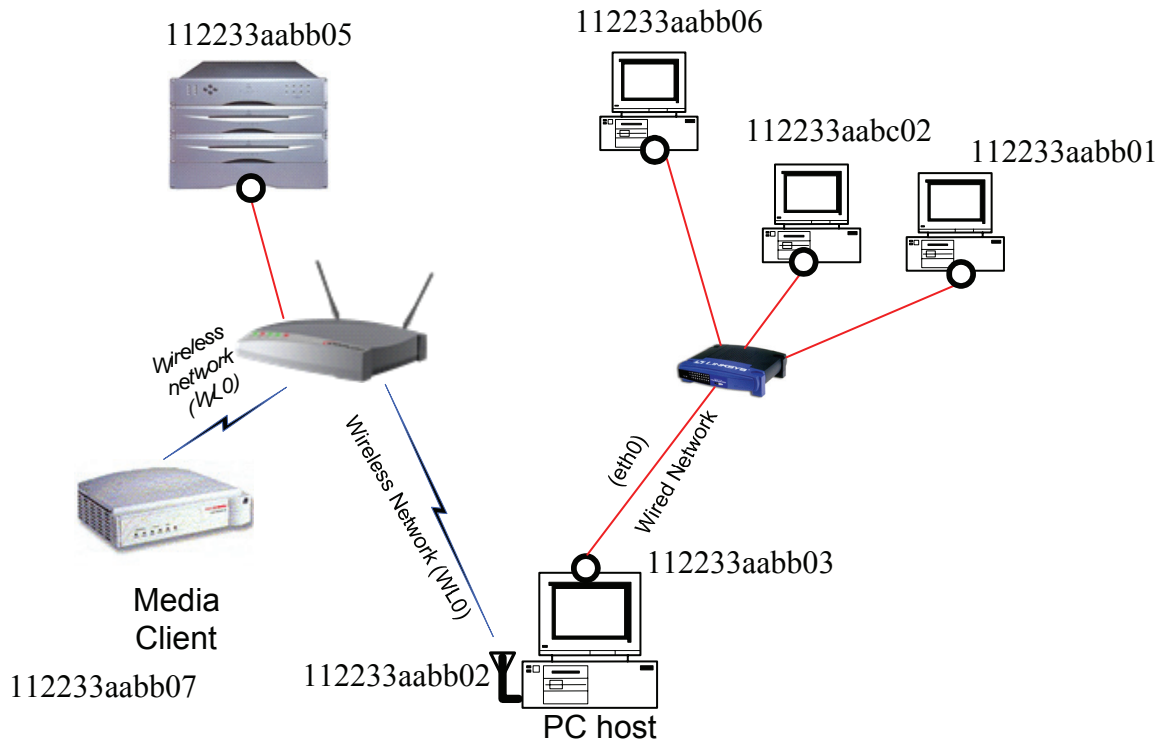 112233aabb05
112233aabb06
112233aabc02
112233aabb01
Wireless
network
(WL0)
LINKSYS
Wireless Network (WL0)
(eth0)
Wired Network
112233aabb03
Media
Client
112233aabb07
112233aabb02
PC host